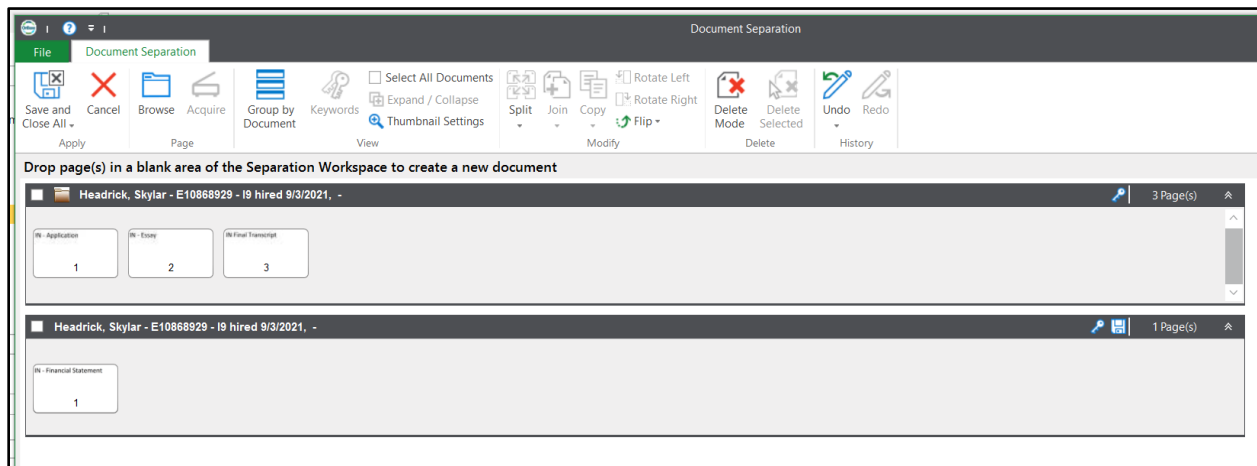 Document Separation
File Document Separation
Save and Close All
Cancel
Browse
Acquire
Group by Document
Keywords
Select All Documents
Expand / Collapse
Thumbnail Settings
Split
Join
Copy
Rotate Left
Rotate Right
Flip
Delete Mode
Delete Selected
Undo
Redo
Apply Page View Modify Delete History
Drop page(s) in a blank area of the Separation Workspace to create a new document
Headrick, Skylar - E10868929 - I9 hired 9/3/2021, - 3 Page(s)
IN - Application IN - Essay IN Final Transcript
1 2 3
Headrick, Skylar - E10868929 - I9 hired 9/3/2021, - 1 Page(s)
IN - Financial Statement
1